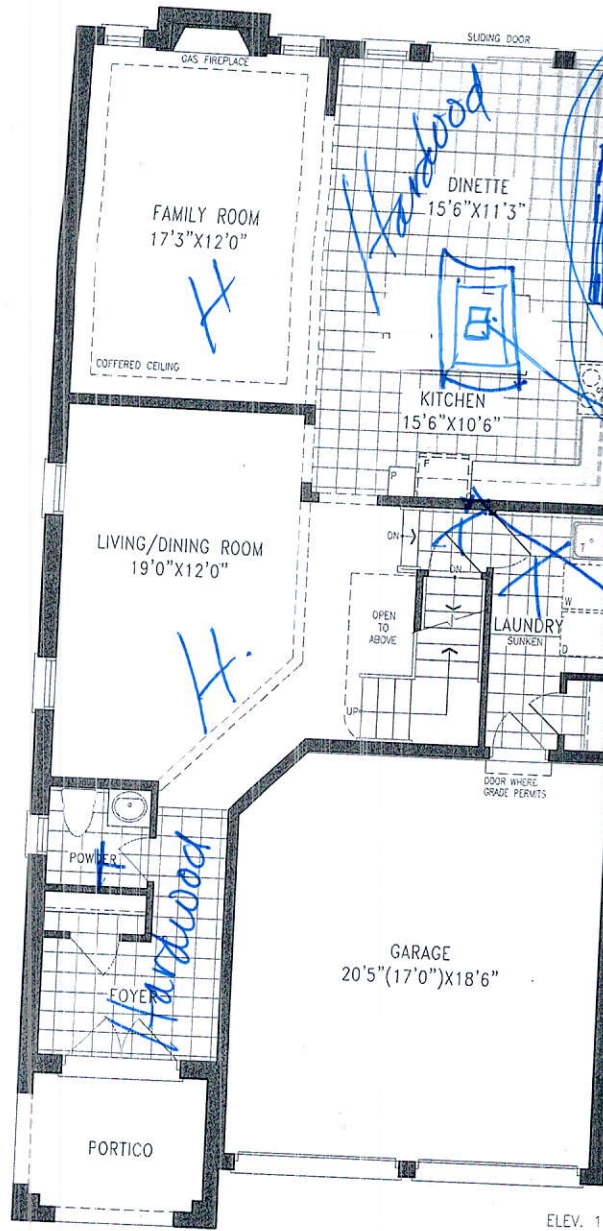 SLIDING DOOR
GAS FIREPLACE
Hardwood
DINETTE
15'6"X11'3"
FAMILY ROOM
17'3"X12'0"
H
COFFERED CEILING
KITCHEN
15'6"X10'6"
F
P
LIVING/DINING ROOM
19'0"X12'0"
H.
DN
DN
T
T
T
W
OPEN
TO
ABOVE
LAUNDRY
SUNKEN
D
UP
DOOR WHERE
GRADE PERMITS
POWDER
T
Hardwood
FOYER
GARAGE
20'5"(17'0")X18'6"
PORTICO
ELEV. 1